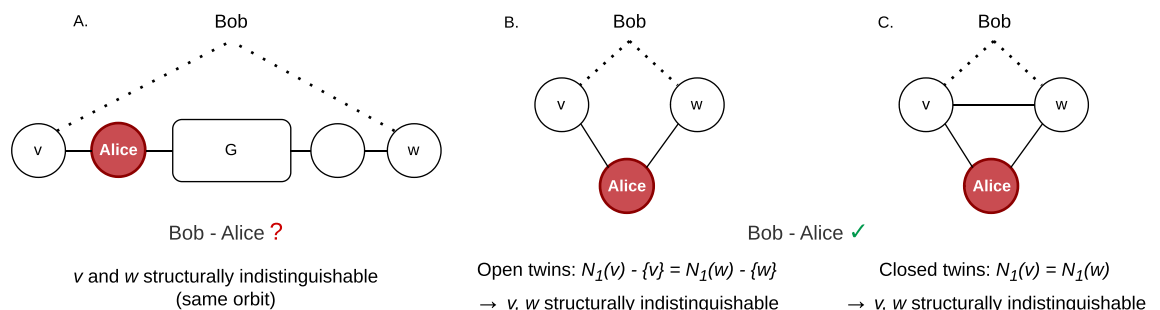 A.
Bob
v
Alice
G
w
Bob - Alice ?
v and w structurally indistinguishable
(same orbit)
B.
Bob
v
w
Alice
C.
Bob
v
w
Alice
Bob - Alice ✓
Open twins: N1(v) - {v} = N1(w) - {w}
→ v, w structurally indistinguishable
Closed twins: N1(v) = N1(w)
→ v, w structurally indistinguishable